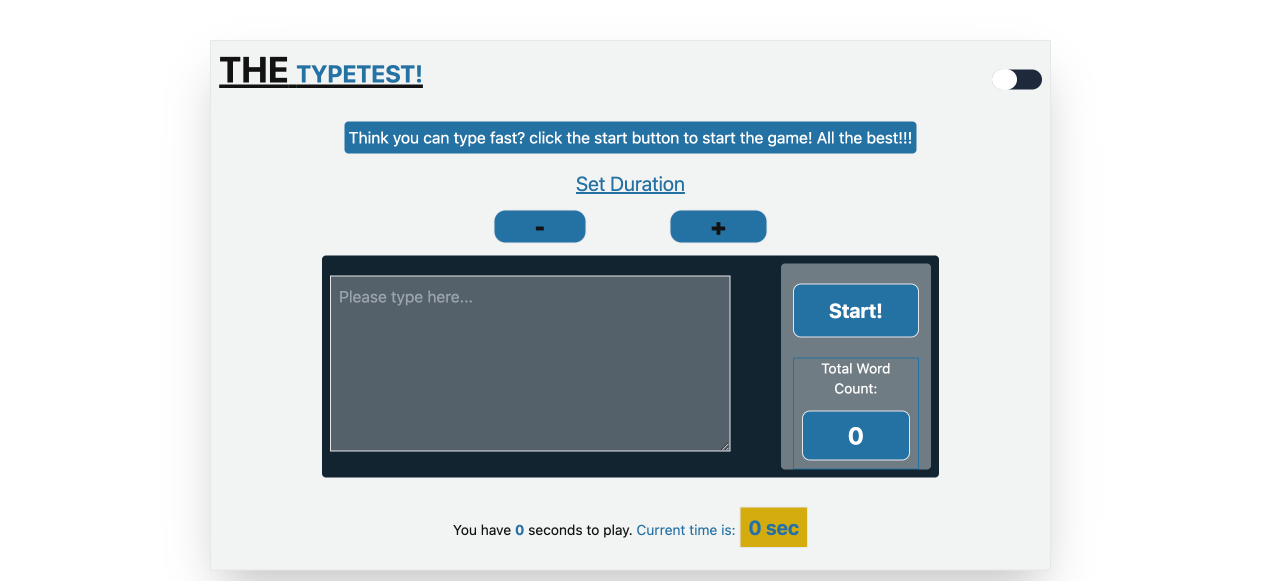 THE TYPETEST!
Think you can type fast? click the start button to start the game! All the best!!!
Set Duration
- +
Please type here...
Start!
Total Word
Count:
0
You have 0 seconds to play. Current time is: 0 sec